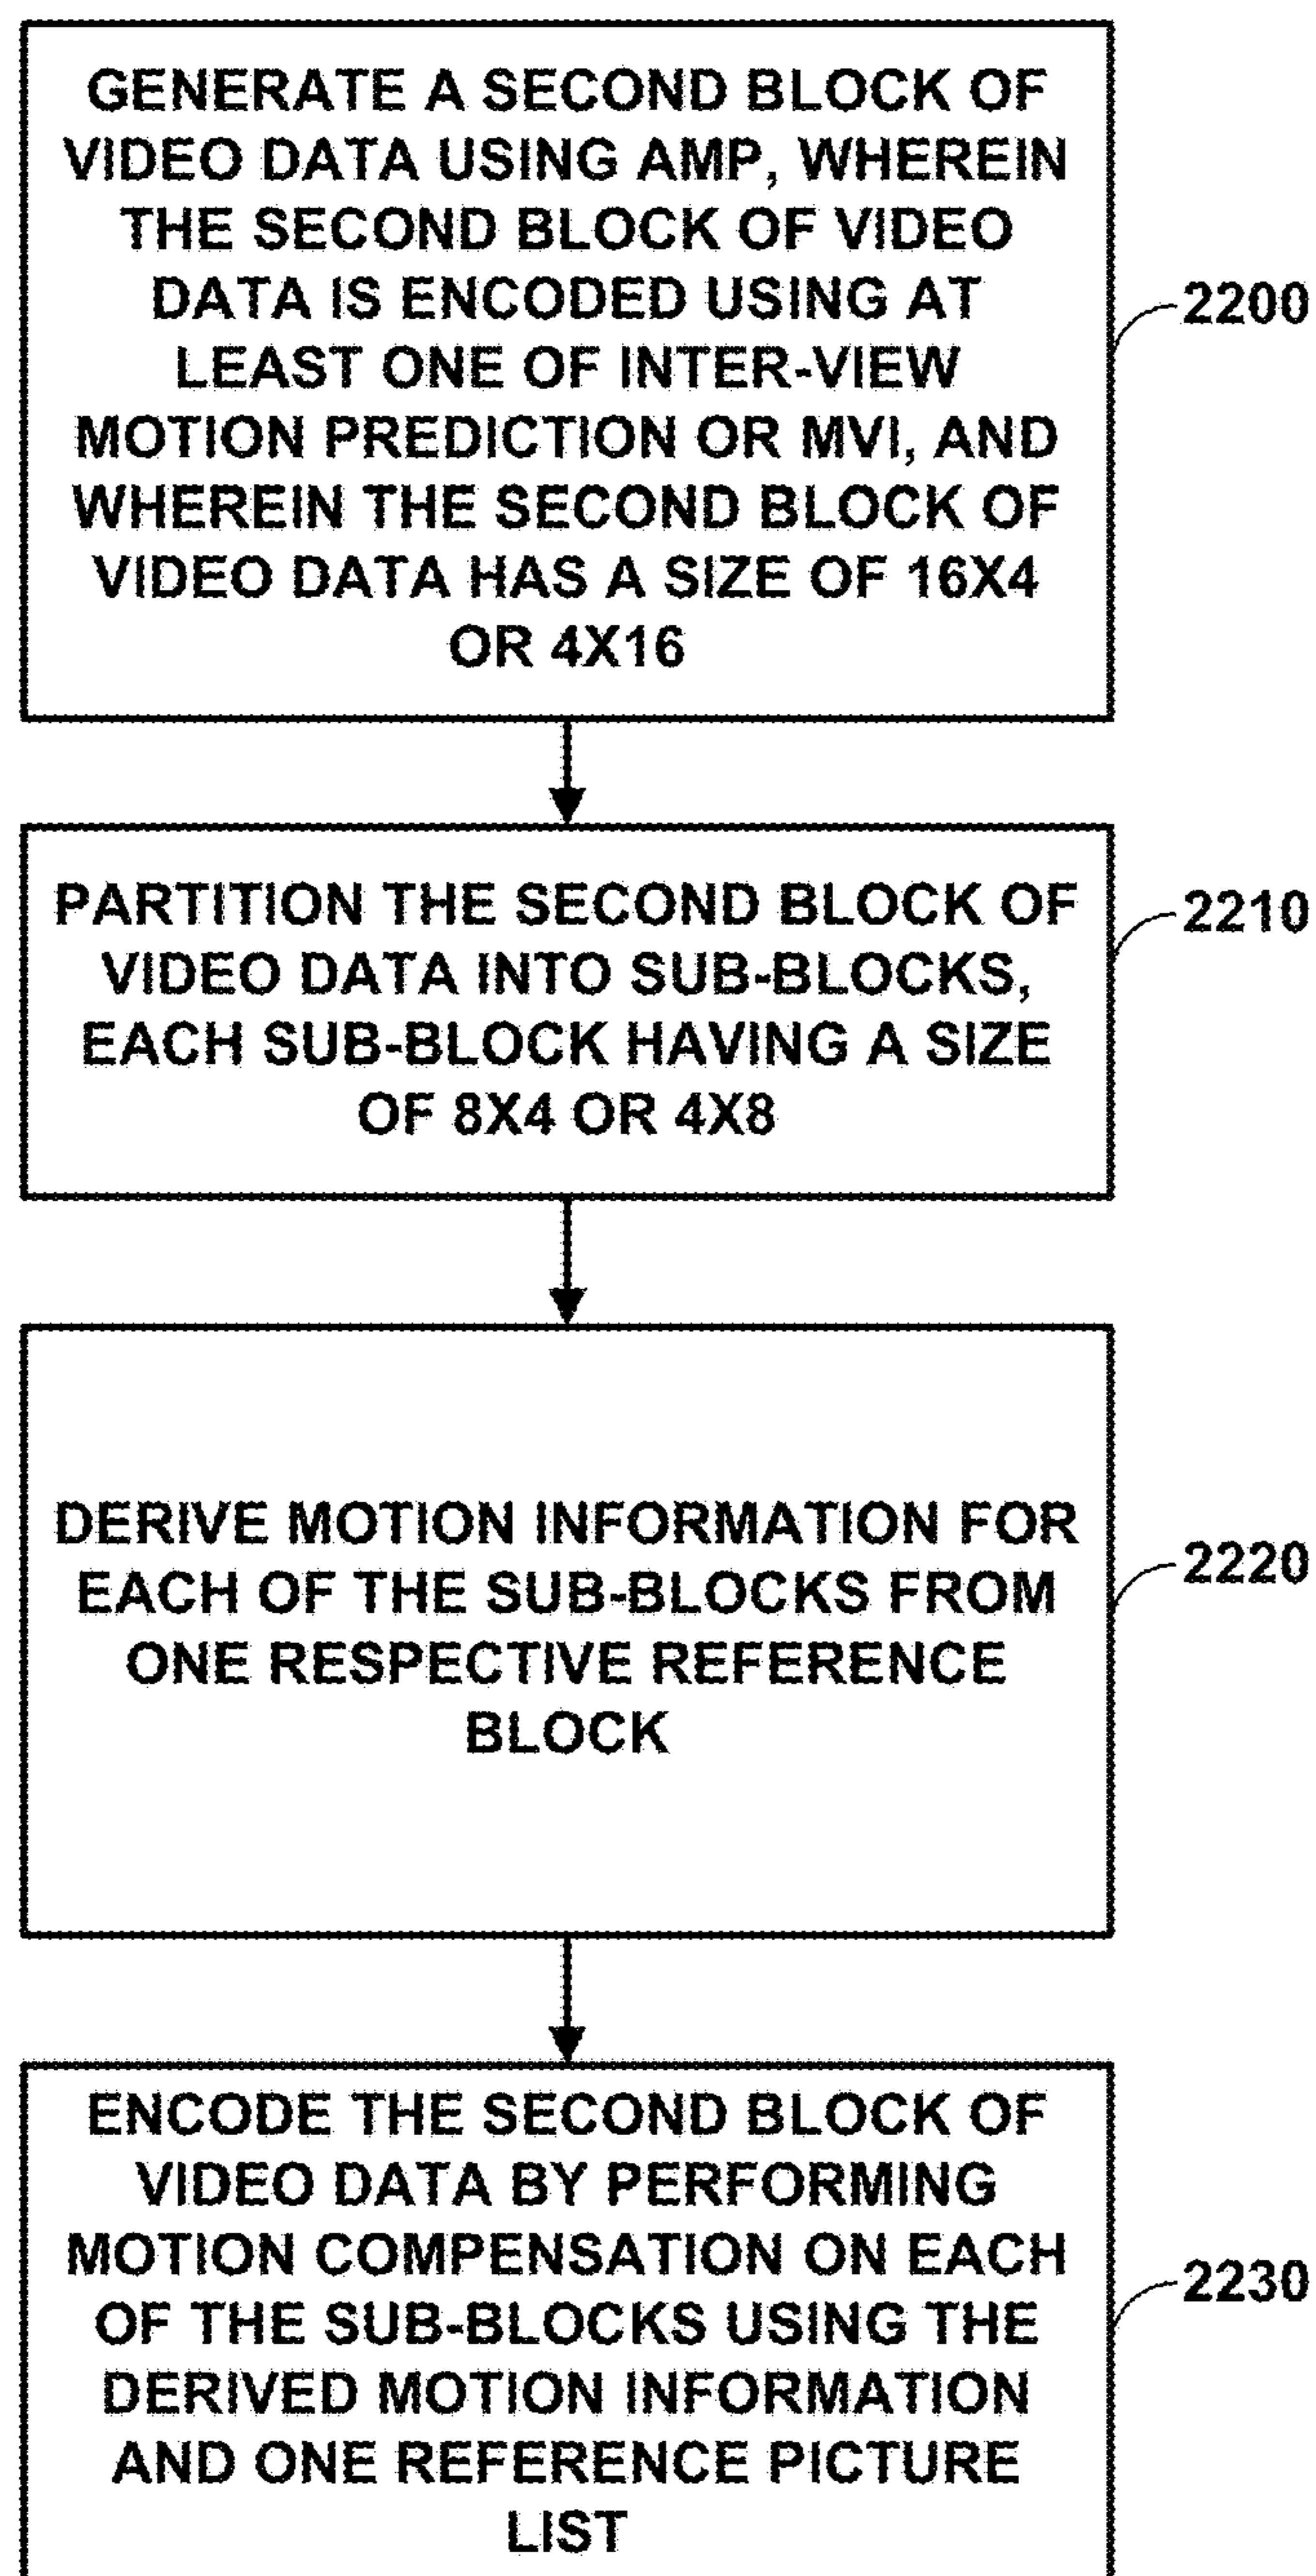 GENERATE A SECOND BLOCK OF
VIDEO DATA USING AMP, WHEREIN
THE SECOND BLOCK OF VIDEO
DATA IS ENCODED USING AT
LEAST ONE OF INTER-VIEW
MOTION PREDICTION OR MVI, AND
WHEREIN THE SECOND BLOCK OF
VIDEO DATA HAS A SIZE OF 16X4
OR 4X16
2200
PARTITION THE SECOND BLOCK OF
VIDEO DATA INTO SUB-BLOCKS,
EACH SUB-BLOCK HAVING A SIZE
OF 8X4 OR 4X8
2210
DERIVE MOTION INFORMATION FOR
EACH OF THE SUB-BLOCKS FROM
ONE RESPECTIVE REFERENCE
BLOCK
2220
ENCODE THE SECOND BLOCK OF
VIDEO DATA BY PERFORMING
MOTION COMPENSATION ON EACH
OF THE SUB-BLOCKS USING THE
DERIVED MOTION INFORMATION
AND ONE REFERENCE PICTURE
LIST
2230